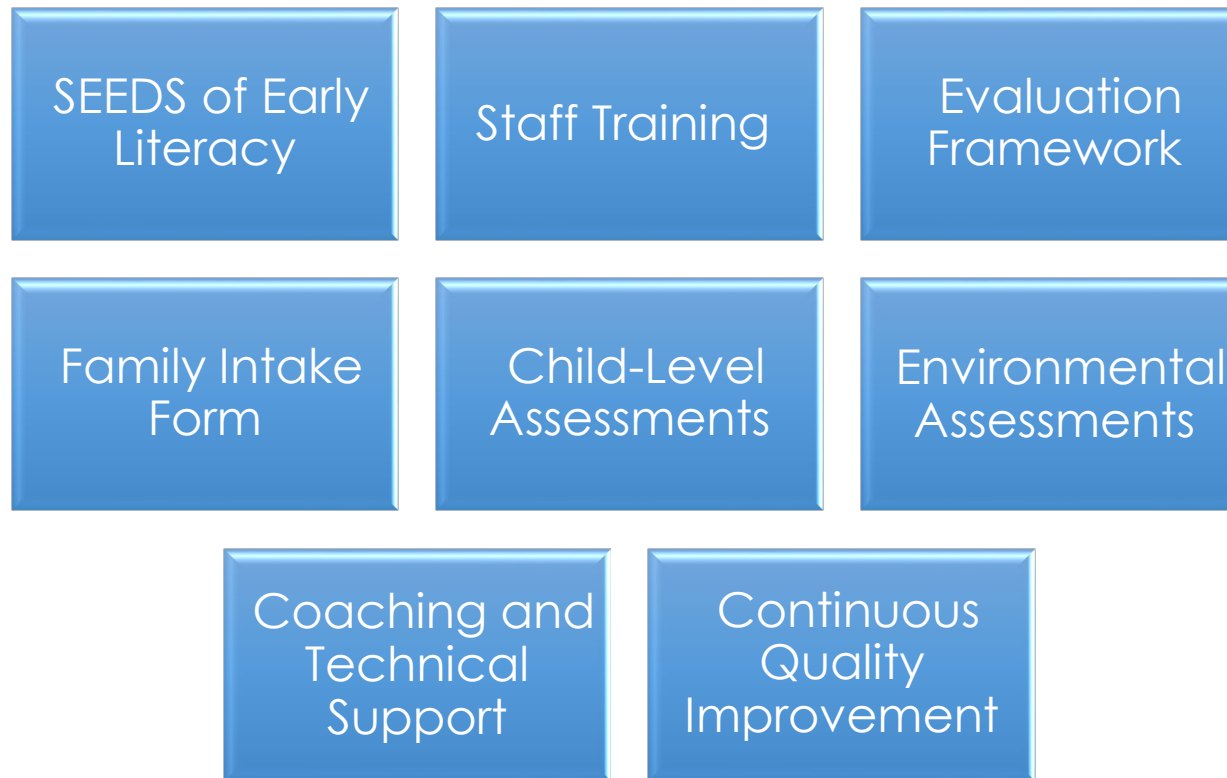 SEEDS of Early
Literacy
Staff Training
Evaluation
Framework
Family Intake
Form
Child-Level
Assessments
Environmental
Assessments
Coaching and
Technical
Support
Continuous
Quality
Improvement